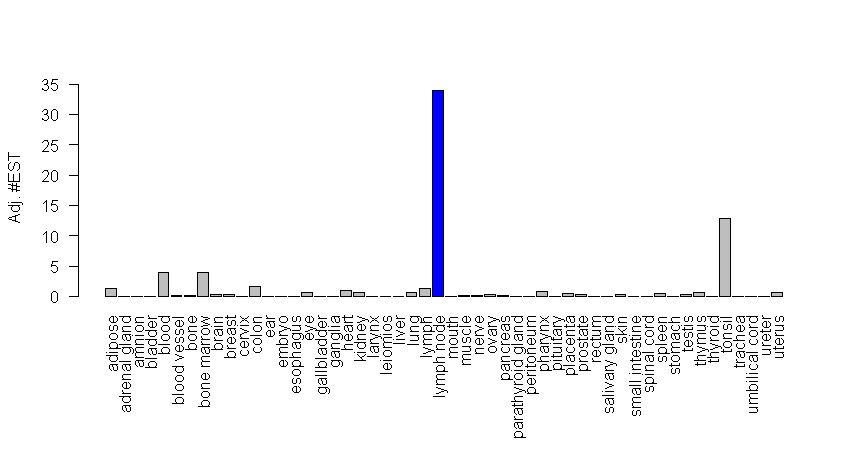 Adj. #EST
35
30
25
20
15
10
5
0
adipose
adrenal gland
amnion
bladder
blood
blood vessel
bone
bone marrow
brain
breast
cervix
colon
ear
embryo
esophagus
eye
gallbladder
ganglia
heart
kidney
larynx
leiomios
liver
lung
lymph
lymph node
mouth
muscle
nerve
ovary
pancreas
parathyroid gland
peritoneum
pharynx
pituitary
placenta
prostate
rectum
salivary gland
skin
small intestine
spinal cord
spleen
stomach
testis
thymus
thyroid
tonsil
trachea
umbilical cord
ureter
uterus